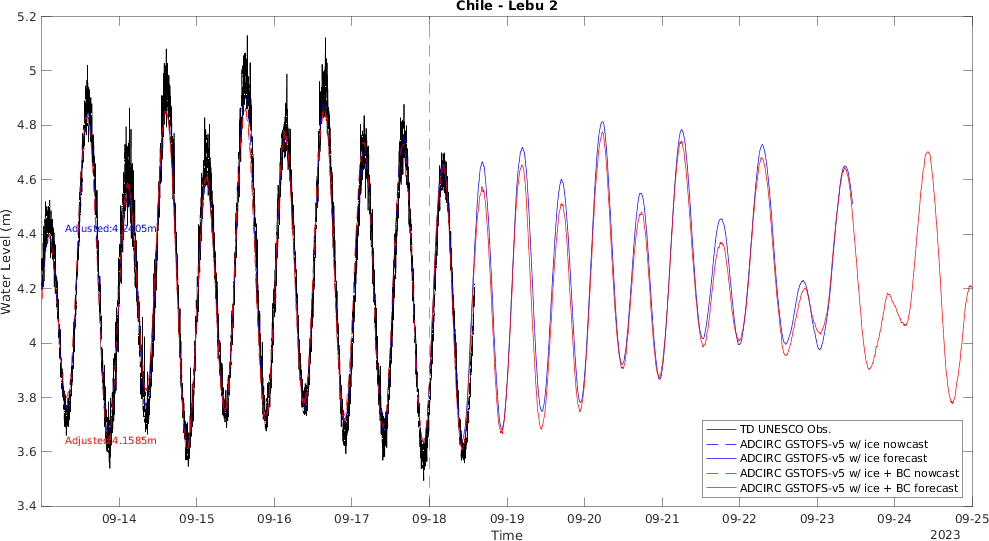 Chile - Lebu 2
5.2
5
4.8
4.6
4.4
4.2
4
3.8
3.6
3.4
Water Level (m)
Adjusted:4.2405m
Adjusted:4.1585m
TD UNESCO Obs.
ADCIRC GSTOFS-v5 w/ ice nowcast
ADCIRC GSTOFS-v5 w/ ice forecast
ADCIRC GSTOFS-v5 w/ ice + BC nowcast
ADCIRC GSTOFS-v5 w/ ice + BC forecast
09-14 09-15 09-16 09-17 09-18 09-19 09-20 09-21 09-22 09-23 09-24 09-25
Time
2023